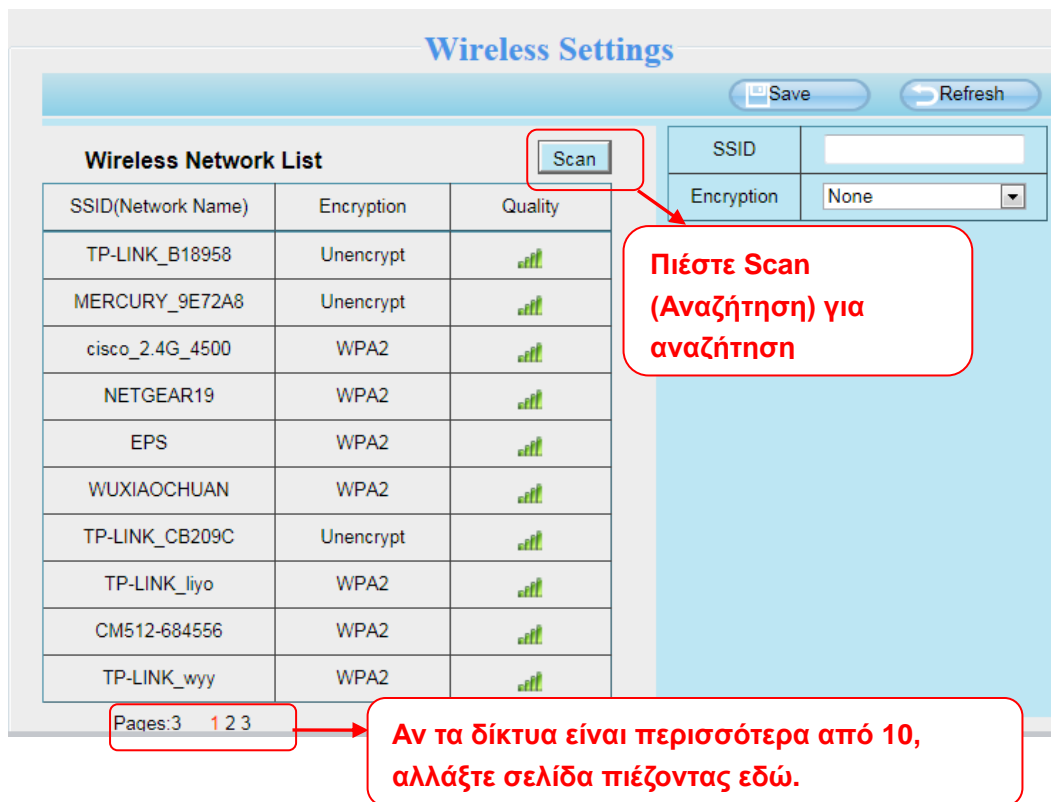 Wireless Settings
Save Refresh
Wireless Network List Scan
SSID
Encryption None
SSID(Network Name) Encryption Quality
TP-LINK_B18958 Unencrypt
MERCURY_9E72A8 Unencrypt
cisco_2.4G_4500 WPA2
NETGEAR19 WPA2
EPS WPA2
WUXIAOCHUAN WPA2
TP-LINK_CB209C Unencrypt
TP-LINK_liyo WPA2
CM512-684556 WPA2
TP-LINK_wyy WPA2
Pages:3 1 2 3
Πιέστε Scan
(Αναζήτηση) για
αναζήτηση
Αν τα δίκτυα είναι περισσότερα από 10,
αλλάξτε σελίδα πιέζοντας εδώ.